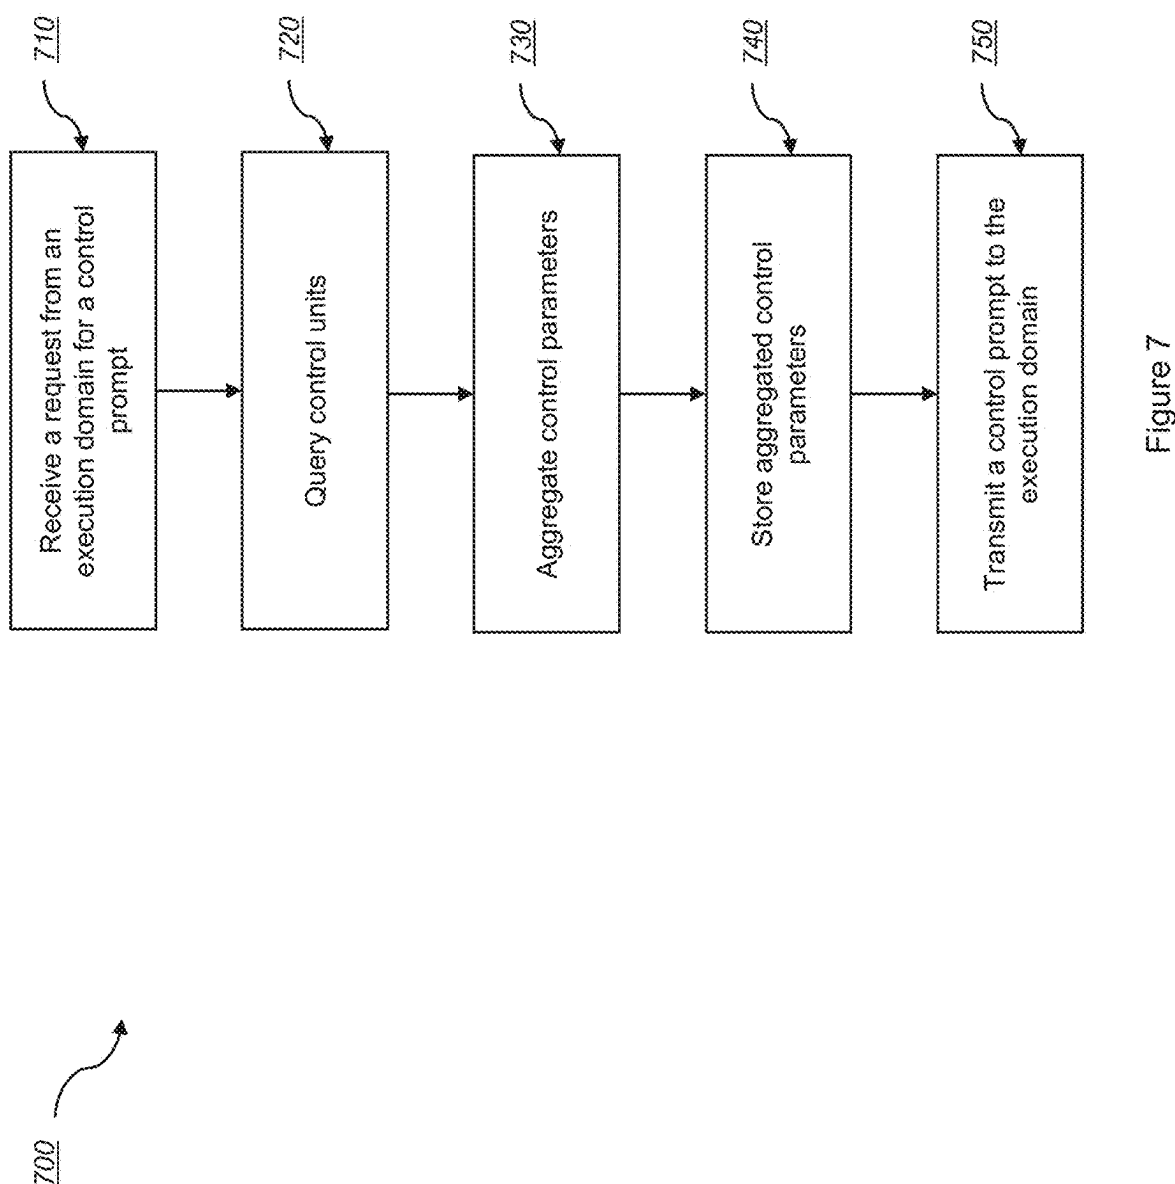 700
Receive a request from an
execution domain for a control
prompt
710
Query control units
720
Aggregate control parameters
730
Store aggregated control
parameters
740
Transmit a control prompt to the
execution domain
750
Figure 7